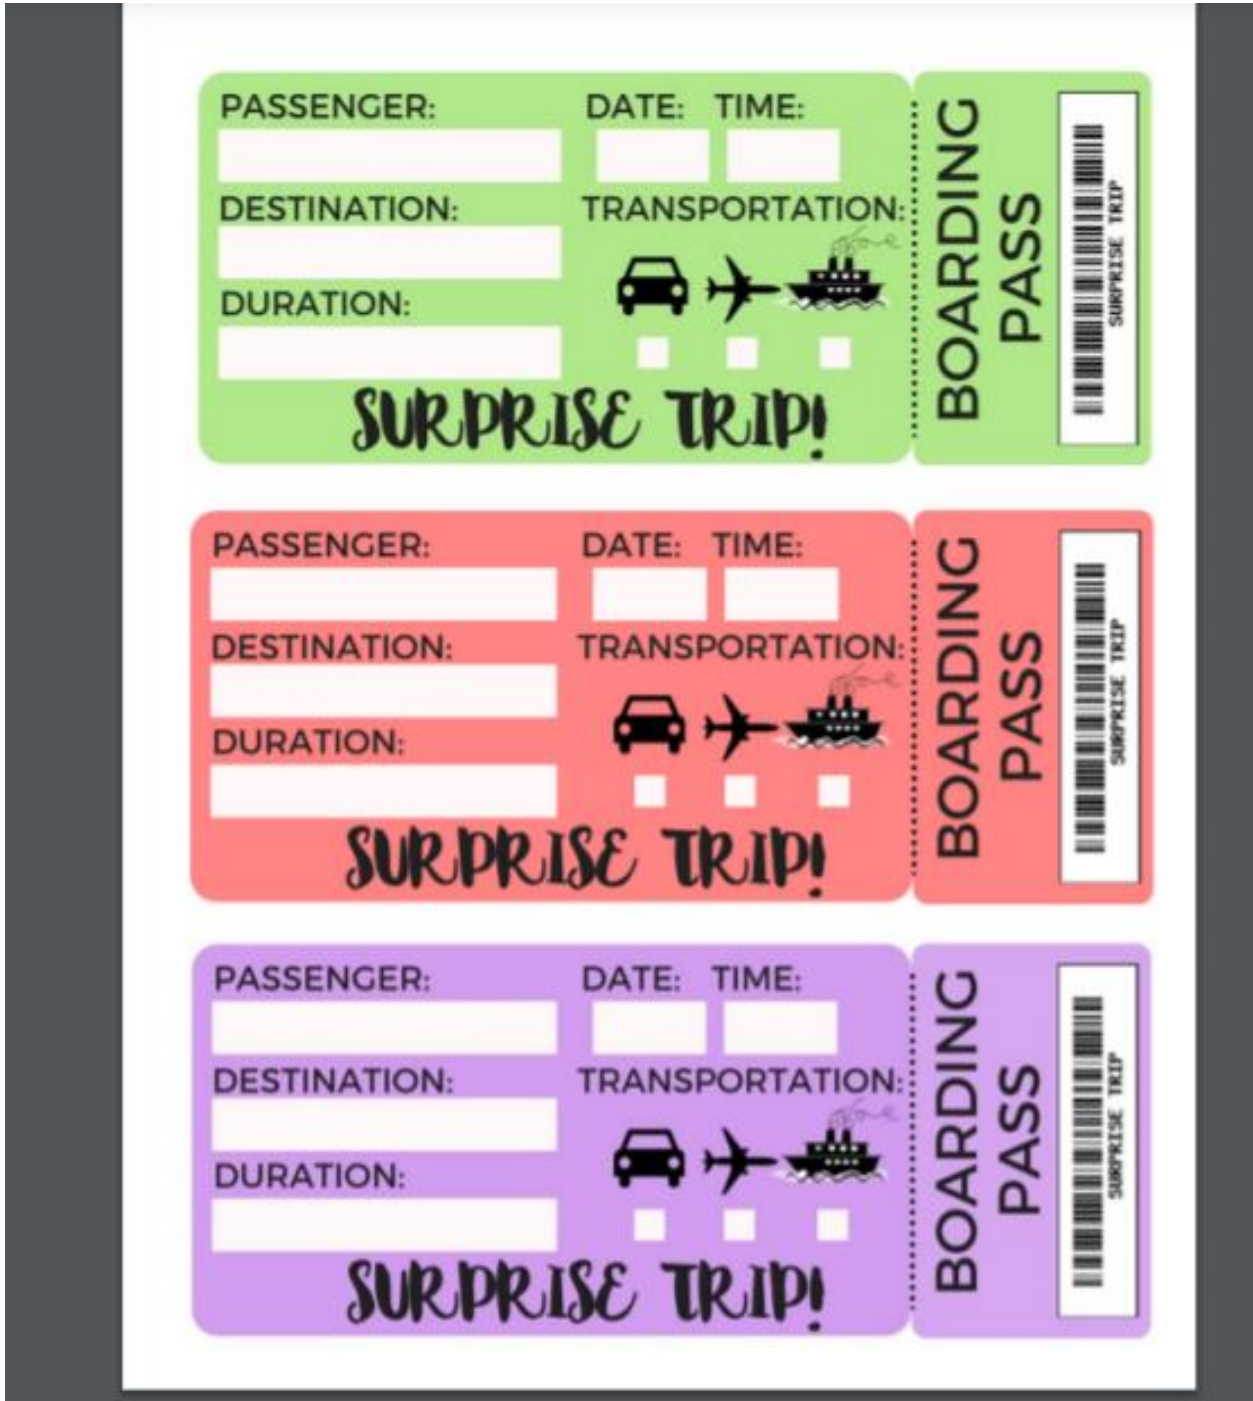 PASSENGER:
DATE: TIME:
DESTINATION:
TRANSPORTATION:
DURATION:
SURPRISE TRIP!
BOARDING
PASS
SURPRISE TRIP
PASSENGER:
DATE: TIME:
DESTINATION:
TRANSPORTATION:
DURATION:
SURPRISE TRIP!
BOARDING
PASS
SURPRISE TRIP
PASSENGER:
DATE: TIME:
DESTINATION:
TRANSPORTATION:
DURATION:
SURPRISE TRIP!
BOARDING
PASS
SURPRISE TRIP